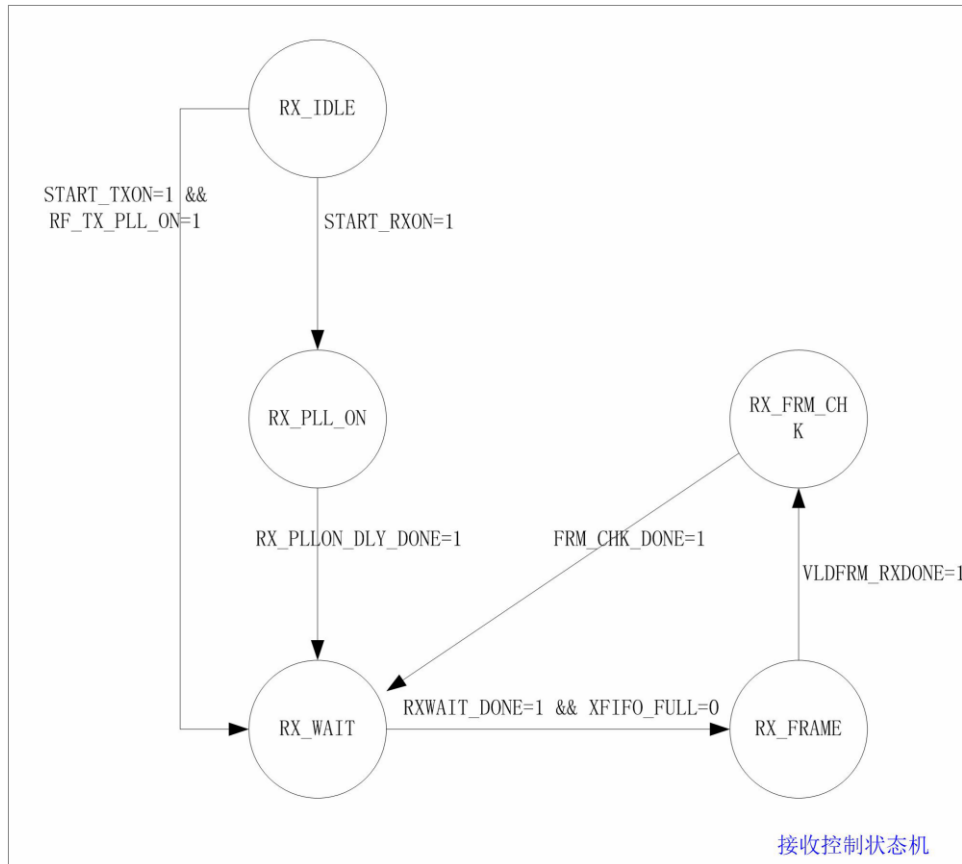 RX_IDLE
START_TXON=1 &&
RF_TX_PLL_ON=1
START_RXON=1
RX_PLL_ON
RX_FRM_CH
K
RX_PLLON_DLY_DONE=1
FRM_CHK_DONE=1
VLDFRM_RXDONE=1
RXWAIT_DONE=1 && XFIFO_FULL=0
RX_WAIT
RX_FRAME
接收控制状态机